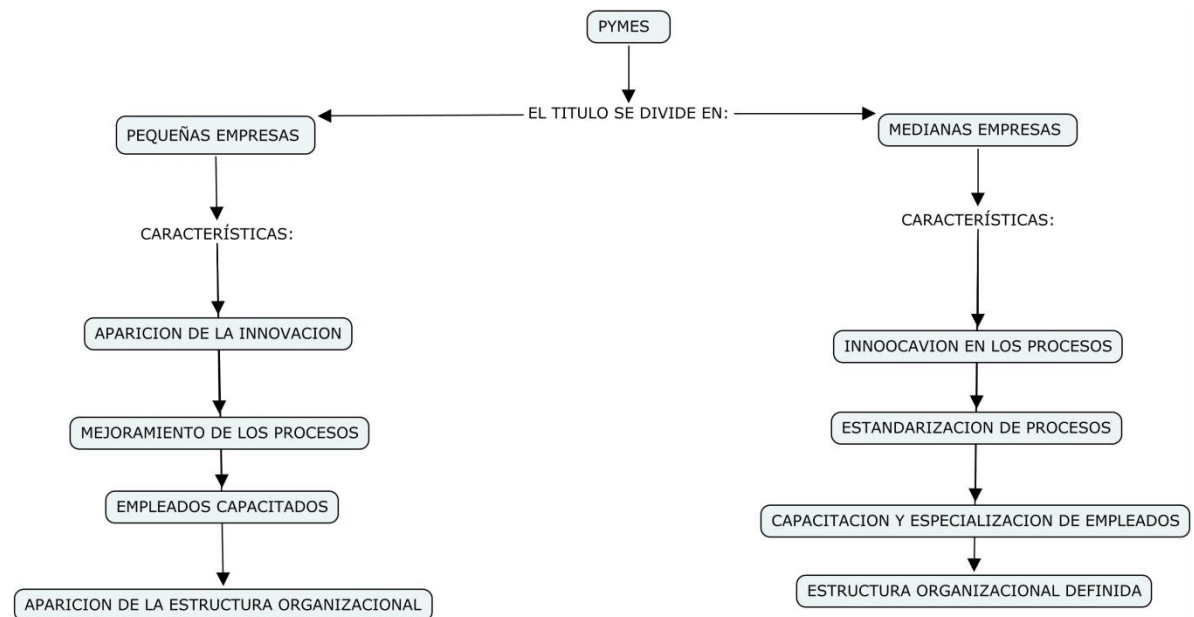 PYMES
EL TITULO SE DIVIDE EN:
PEQUEÑAS EMPRESAS
CARACTERÍSTICAS:
APARICION DE LA INNOVACION
MEJORAMIENTO DE LOS PROCESOS
EMPLEADOS CAPACITADOS
APARICION DE LA ESTRUCTURA ORGANIZACIONAL
MEDIANAS EMPRESAS
CARACTERÍSTICAS:
INNOOCAVION EN LOS PROCESOS
ESTANDARIZACION DE PROCESOS
CAPACITACION Y ESPECIALIZACION DE EMPLEADOS
ESTRUCTURA ORGANIZACIONAL DEFINIDA